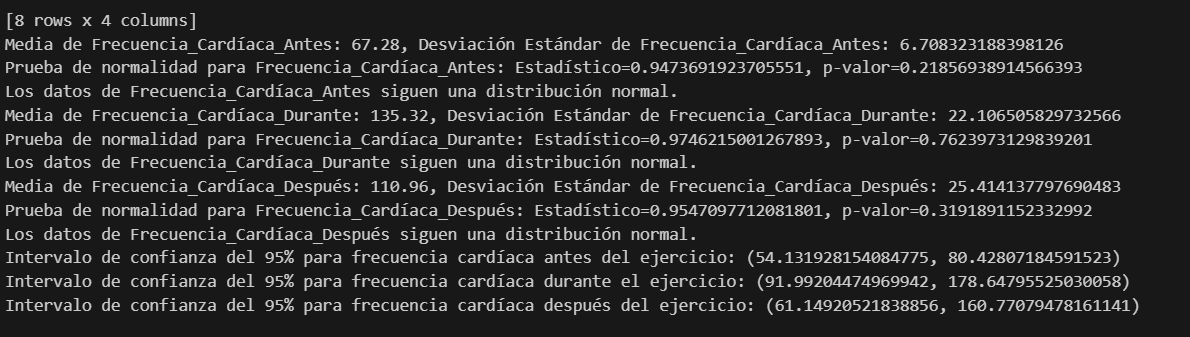 [8 rows x 4 columns]
Media de Frecuencia_Cardíaca_Antes: 67.28, Desviación Estándar de Frecuencia_Cardíaca_Antes: 6.708323188398126
Prueba de normalidad para Frecuencia_Cardíaca_Antes: Estadístico=0.9473691923705551, p-valor=0.21856938914566393
Los datos de Frecuencia_Cardíaca_Antes siguen una distribución normal.
Media de Frecuencia_Cardíaca_Durante: 135.32, Desviación Estándar de Frecuencia_Cardíaca_Durante: 22.106505829732566
Prueba de normalidad para Frecuencia_Cardíaca_Durante: Estadístico=0.9746215001267893, p-valor=0.7623973129839201
Los datos de Frecuencia_Cardíaca_Durante siguen una distribución normal.
Media de Frecuencia_Cardíaca_Después: 110.96, Desviación Estándar de Frecuencia_Cardíaca_Después: 25.414137797690483
Prueba de normalidad para Frecuencia_Cardíaca_Después: Estadístico=0.9547097712081801, p-valor=0.3191891152332992
Los datos de Frecuencia_Cardíaca_Después siguen una distribución normal.
Intervalo de confianza del 95% para frecuencia cardíaca antes del ejercicio: (54.131928154084775, 80.42807184591523)
Intervalo de confianza del 95% para frecuencia cardíaca durante el ejercicio: (91.99204474969942, 178.64795525030058)
Intervalo de confianza del 95% para frecuencia cardíaca después del ejercicio: (61.14920521838856, 160.77079478161141)